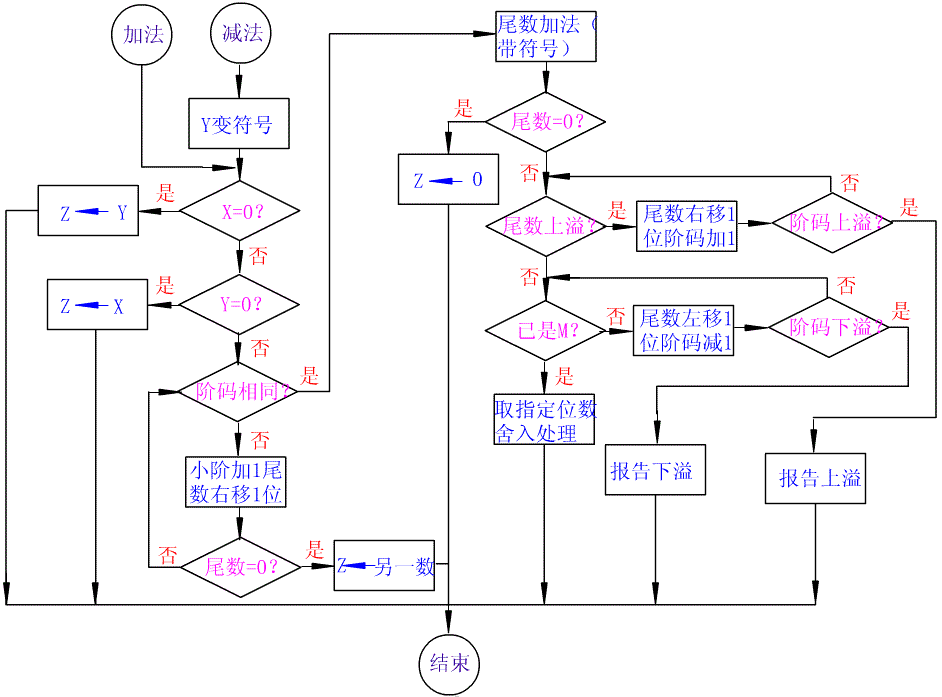 加法
减法
Y变符号
X=0?
是
Z ← Y
否
Y=0?
是
Z ← X
否
阶码相同?
是
否
小阶加1尾
数右移1位
尾数=0?
否
是
Z ← 另一数
尾数加法（
带符号）
尾数=0?
是
Z ← 0
否
尾数上溢?
是
尾数右移1
位阶码加1
阶码上溢?
否
是
否
已是M?
否
尾数左移1
位阶码减1
阶码下溢?
否
是
是
取指定位数
舍入处理
报告下溢
报告上溢
结束